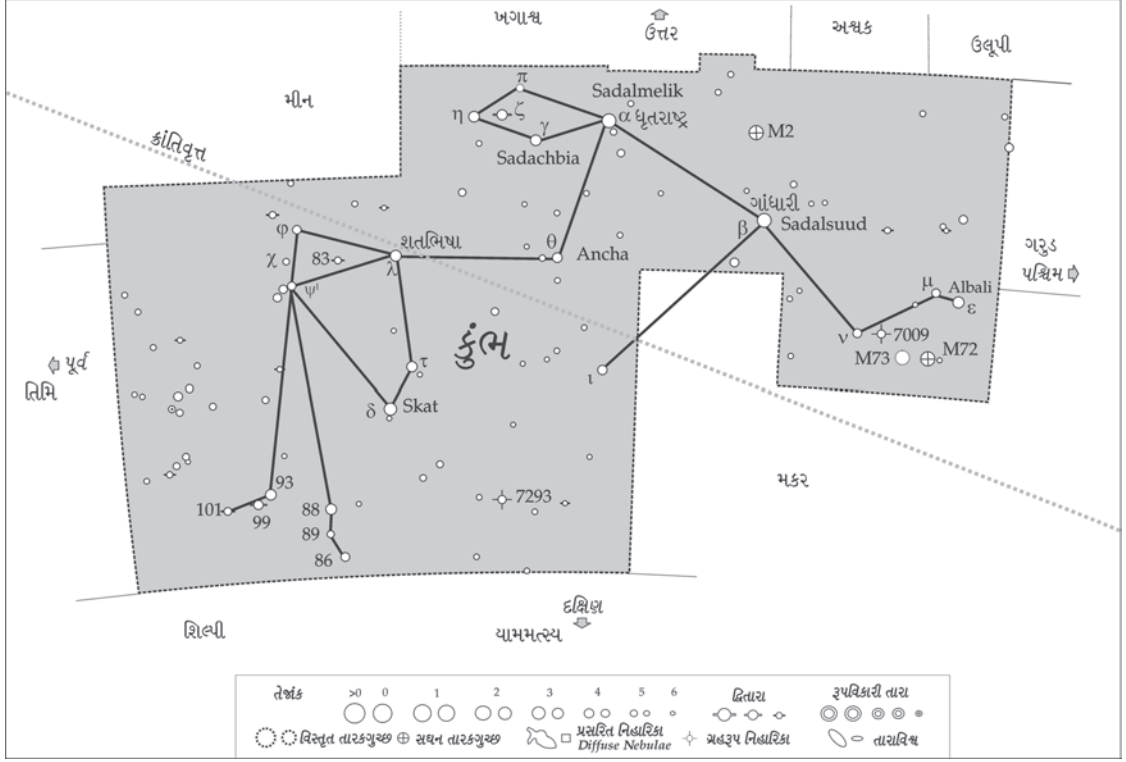 ખગાશ્વ
ઉત્તર
અશ્વક
ઉલૂપી
મીન
ક્રાંતિવૃત્ત
π
Sadalmelik
η
ζ
α ધૃતરાષ્ટ્ર
γ
Sadachbia
M2
ગાંધારી
β
Sadalsuud
φ
શતભિષા
θ
χ
83
λ
Ancha
ગરુડ
પશ્ચિમ
ψ¹
μ
Albali
ε
કુંભ
ν
7009
M73
M72
પૂર્વ
તિમિ
τ
ι
δ
Skat
મકર
93
7293
101
99
88
89
86
દક્ષિણ
શિલ્પી
યામમત્સ્ય
તેજાંક
>0 0 1 2 3 4 5 6
દ્વિતારા
રૂપવિકારી તારા
વિસ્તૃત તારકગુચ્છ
સઘન તારકગુચ્છ
પ્રસરિત નિહારિકા
Diffuse Nebulae
ગ્રહરૂપ નિહારિકા
તારાવિશ્વ